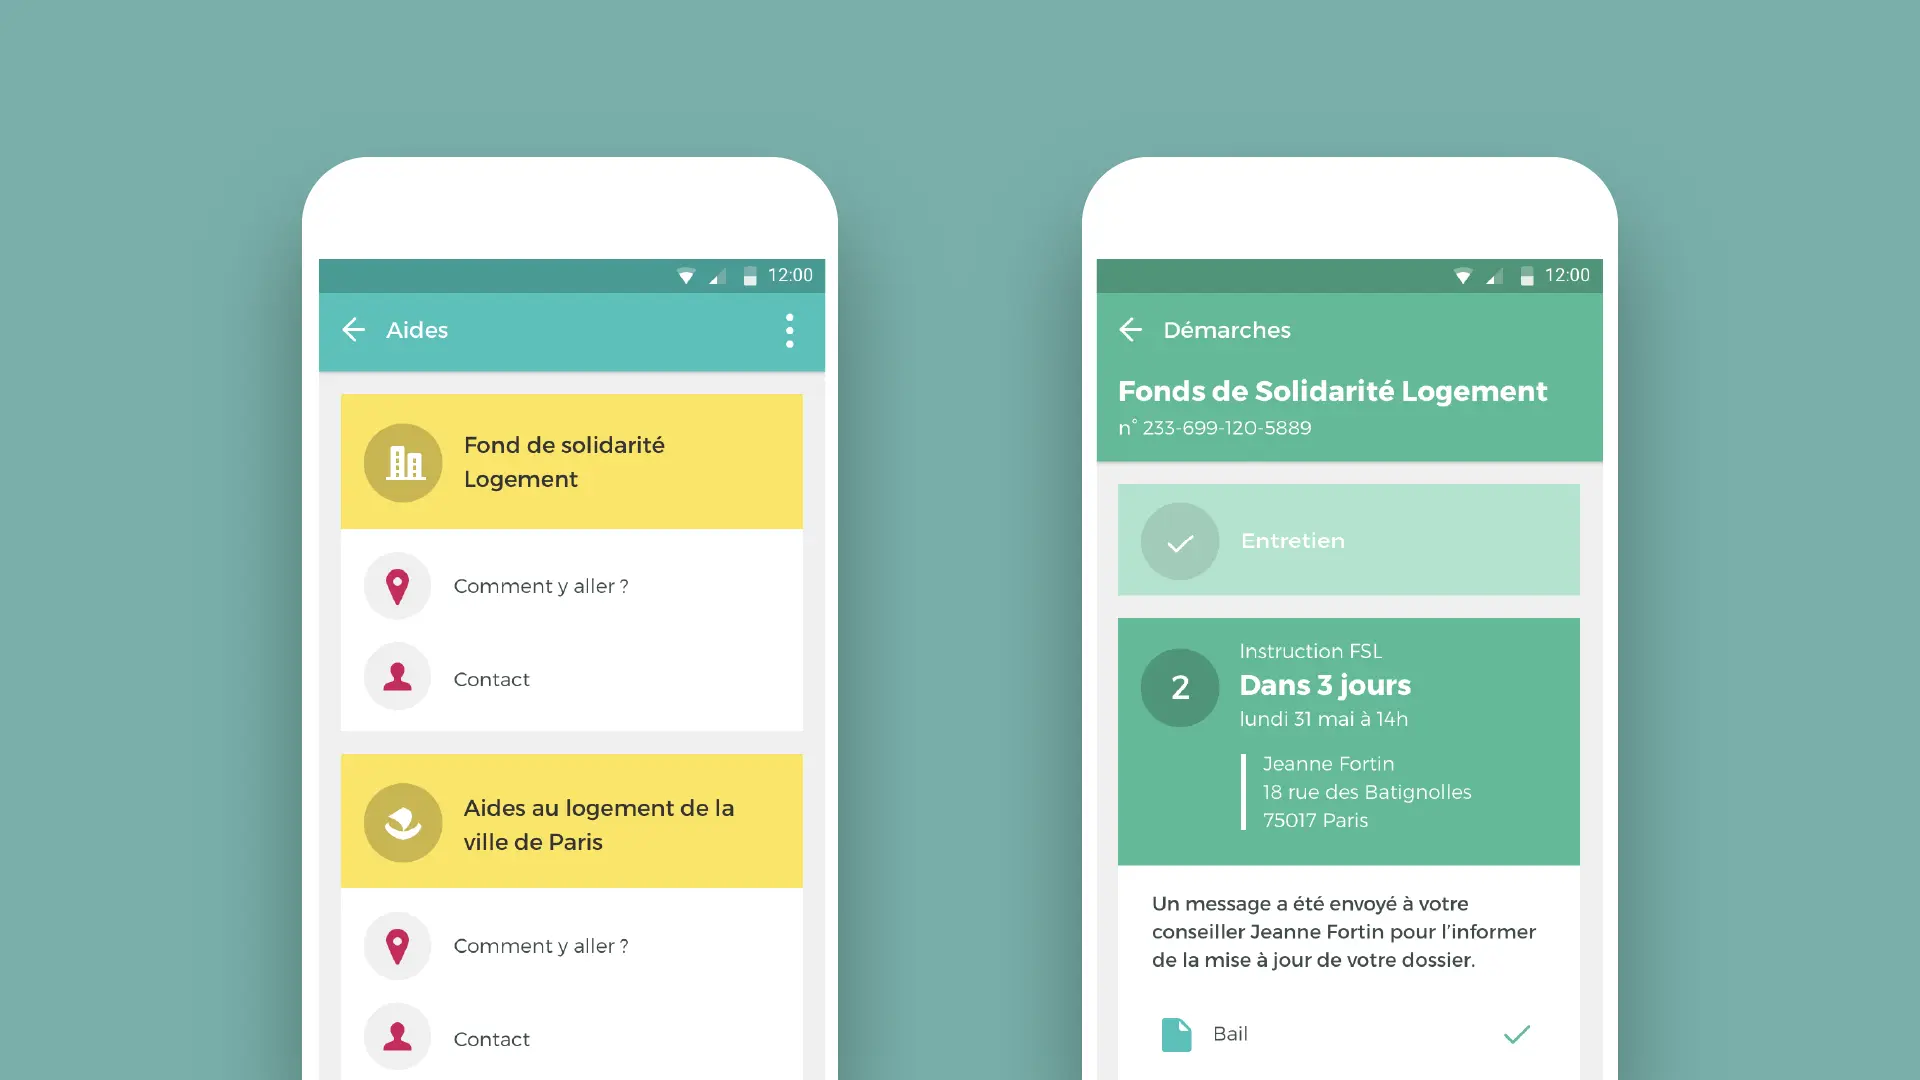 12:00
Aides
Fond de solidarité
Logement
Comment y aller ?
Contact
Aides au logement de la
ville de Paris
Comment y aller ?
Contact
12:00
Démarches
Fonds de Solidarité Logement
n° 233-699-120-5889
Entretien
2
Instruction FSL
Dans 3 jours
lundi 31 mai à 14h
Jeanne Fortin
18 rue des Batignolles
75017 Paris
Un message a été envoyé à votre
conseiller Jeanne Fortin pour l’informer
de la mise à jour de votre dossier.
Bail